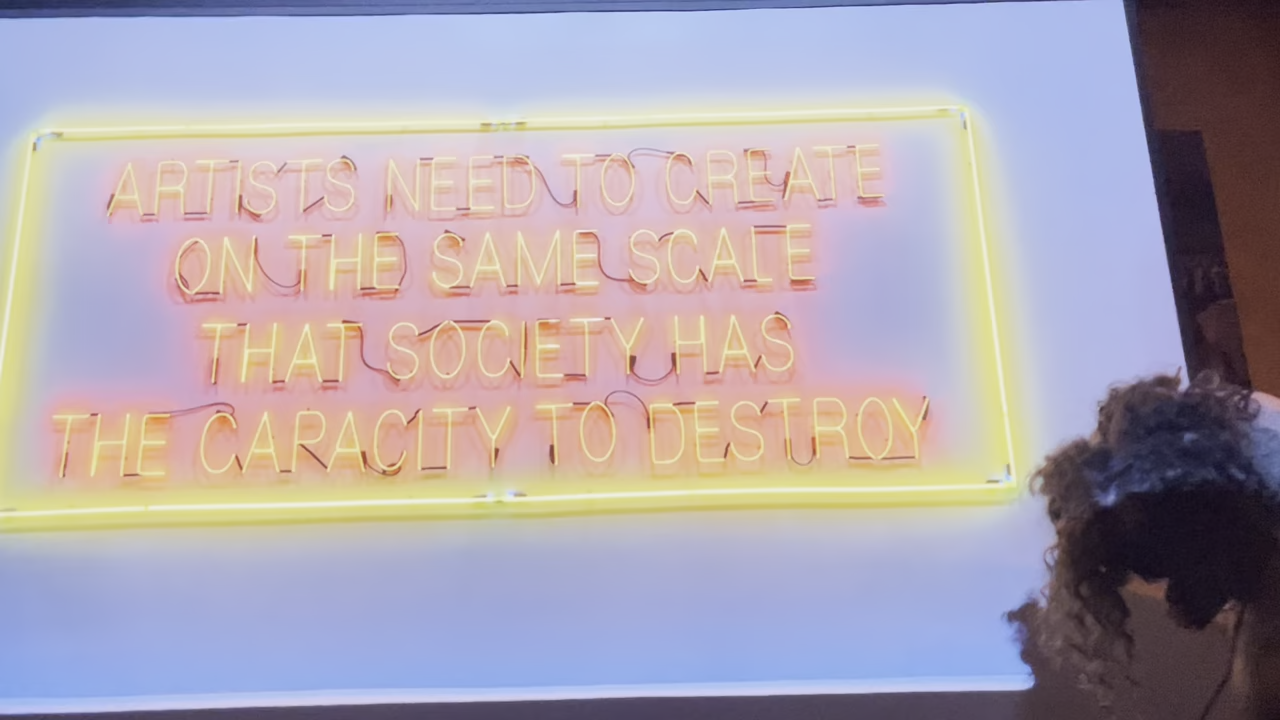 ARTISTS NEED TO CREATE
ON THE SAME SCALE
THAT SOCIETY HAS
THE CAPACITY TO DESTROY